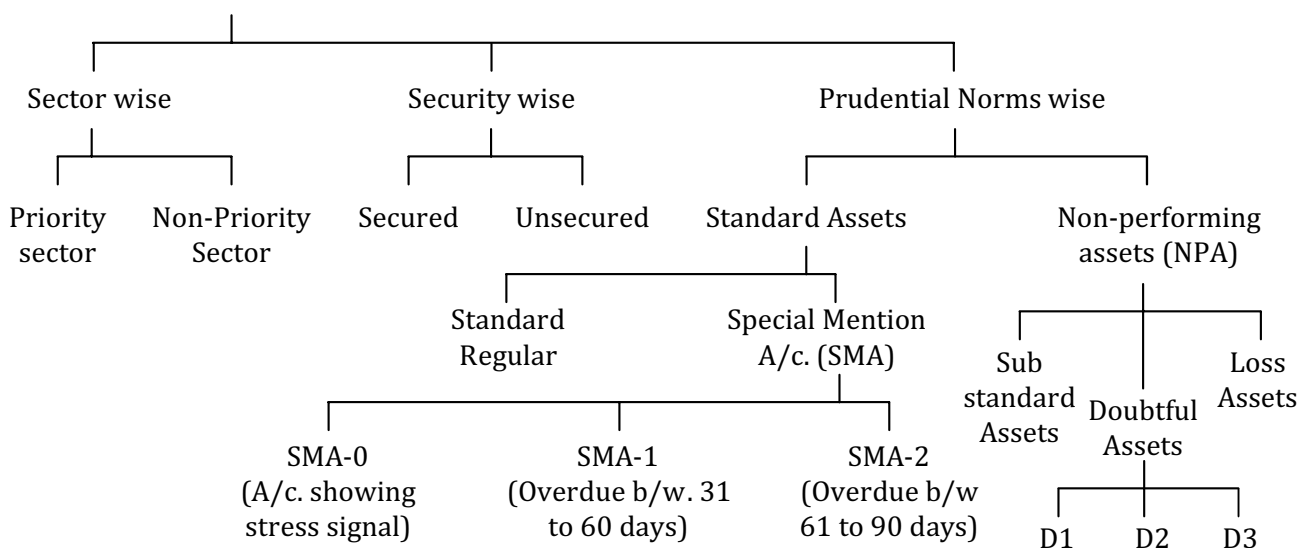 Sector wise
Security wise
Prudential Norms wise
Priority
sector
Non-Priority
Sector
Secured
Unsecured
Standard Assets
Non-performing
assets (NPA)
Standard
Regular
Special Mention
A/c. (SMA)
Sub
standard
Assets
Doubtful
Assets
Loss
Assets
SMA-0
(A/c. showing
stress signal)
SMA-1
(Overdue b/w. 31
to 60 days)
SMA-2
(Overdue b/w
61 to 90 days)
D1
D2
D3